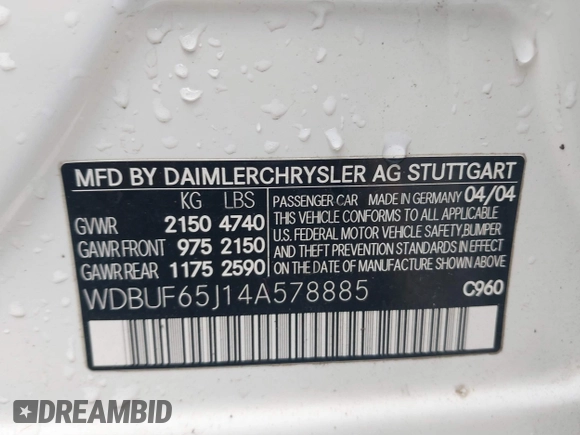 MFD BY DAIMLERCHRYSLER AG STUTTGART
KG LBS
GVWR 2150 4740
GAWR FRONT 975 2150
GAWR REAR 1175 2590
PASSENGER CAR MADE IN GERMANY 04/04
THIS VEHICLE CONFORMS TO ALL APPLICABLE
U.S. FEDERAL MOTOR VEHICLE SAFETY, BUMPER
AND THEFT PREVENTION STANDARDS IN EFFECT
ON THE DATE OF MANUFACTURE SHOWN ABOVE.
WDBUF65J14A578885 C960
DREAMBID